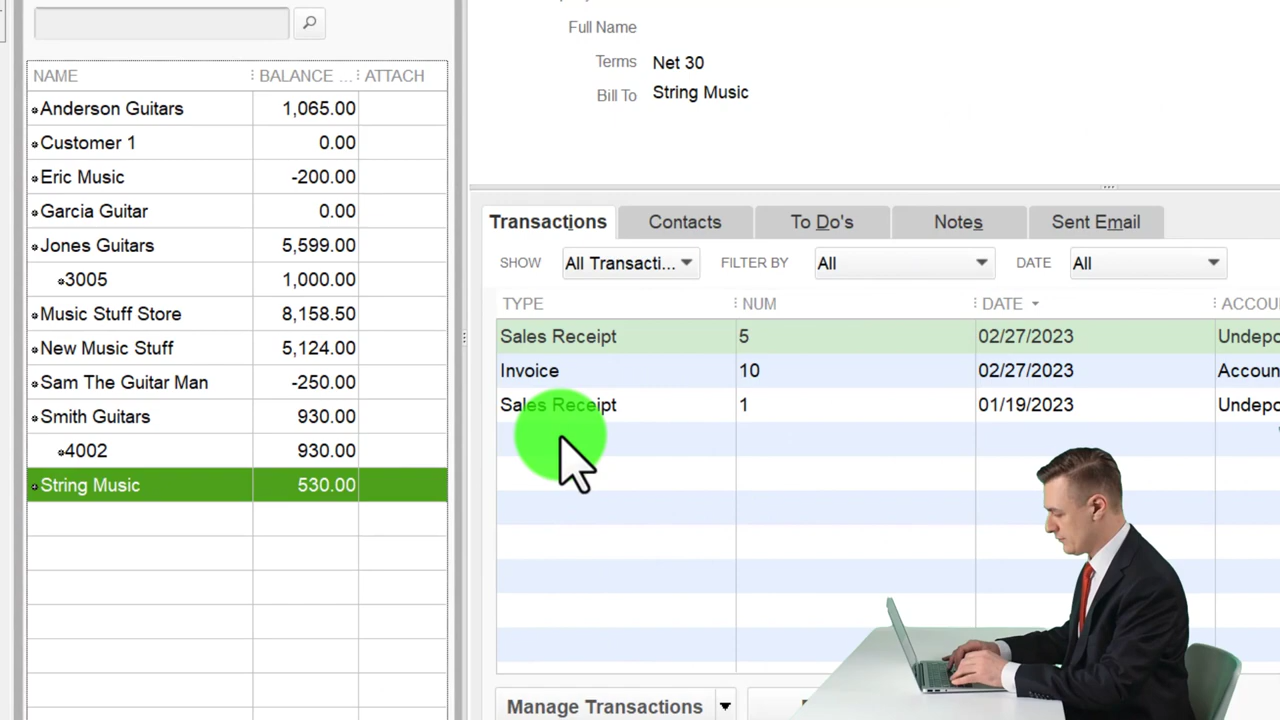 NAME BALANCE ... ATTACH
Anderson Guitars 1,065.00
Customer 1 0.00
Eric Music -200.00
Garcia Guitar 0.00
Jones Guitars 5,599.00
3005 1,000.00
Music Stuff Store 8,158.50
New Music Stuff 5,124.00
Sam The Guitar Man -250.00
Smith Guitars 930.00
4002 930.00
String Music 530.00
Full Name
Terms Net 30
Bill To String Music
Transactions Contacts To Do's Notes Sent Email
SHOW All Transacti... FILTER BY All DATE All
TYPE NUM DATE ACCOU
Sales Receipt 5 02/27/2023 Undepo
Invoice 10 02/27/2023 Accoun
Sales Receipt 1 01/19/2023 Undepo
Manage Transactions